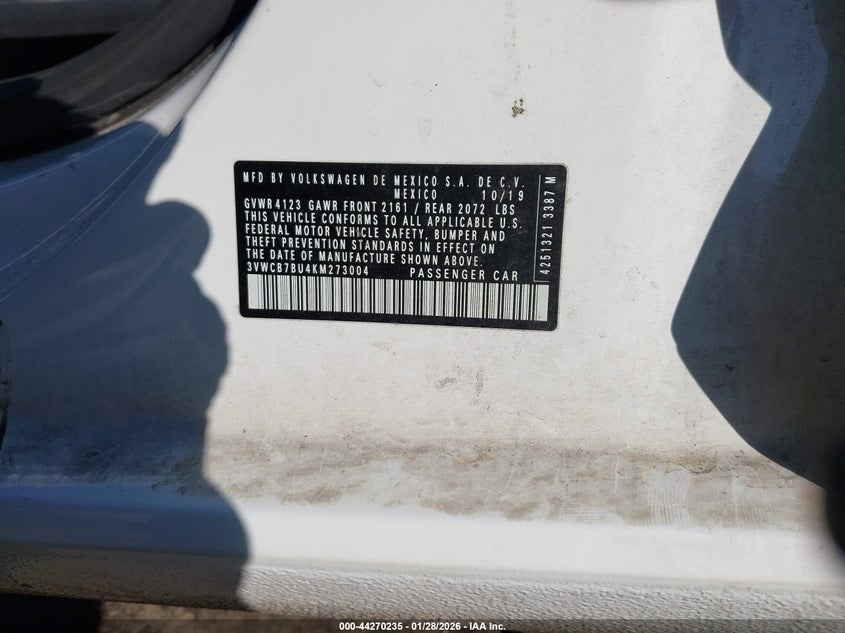 MFD BY VOLKSWAGEN DE MEXICO S.A. DE C.V.
MEXICO 10/19
GVWR 4123 GAWR FRONT 2161 / REAR 2072 LBS
THIS VEHICLE CONFORMS TO ALL APPLICABLE U.S.
FEDERAL MOTOR VEHICLE SAFETY, BUMPER AND
THEFT PREVENTION STANDARDS IN EFFECT ON
THE DATE OF MANUFACTURE SHOWN ABOVE.
3VWCB7BU4KM273004 PASSENGER CAR
4251321 3387 M
000-44270235 - 01/28/2026 - IAA Inc.